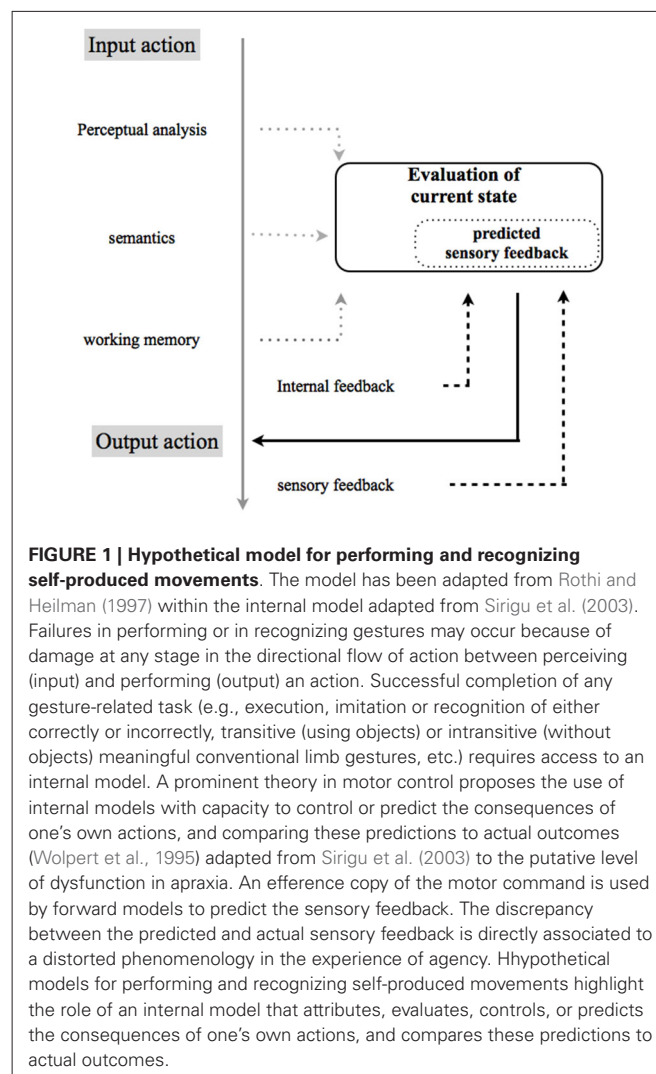 Input action
Perceptual analysis
Evaluation of
current state
predicted
sensory feedback
semantics
working memory
Internal feedback
Output action
sensory feedback
FIGURE 1 | Hypothetical model for performing and recognizing
self-produced movements. The model has been adapted from Rothi and
Heilman (1997) within the internal model adapted from Sirigu et al. (2003).
Failures in performing or in recognizing gestures may occur because of
damage at any stage in the directional flow of action between perceiving
(input) and performing (output) an action. Successful completion of any
gesture-related task (e.g., execution, imitation or recognition of either
correctly or incorrectly, transitive (using objects) or intransitive (without
objects) meaningful conventional limb gestures, etc.) requires access to an
internal model. A prominent theory in motor control proposes the use of
internal models with capacity to control or predict the consequences of
one's own actions, and comparing these predictions to actual outcomes
(Wolpert et al., 1995) adapted from Sirigu et al. (2003) to the putative level
of dysfunction in apraxia. An efference copy of the motor command is used
by forward models to predict the sensory feedback. The discrepancy
between the predicted and actual sensory feedback is directly associated to
a distorted phenomenology in the experience of agency. Hhypothetical
models for performing and recognizing self-produced movements highlight
the role of an internal model that attributes, evaluates, controls, or predicts
the consequences of one's own actions, and compares these predictions to
actual outcomes.